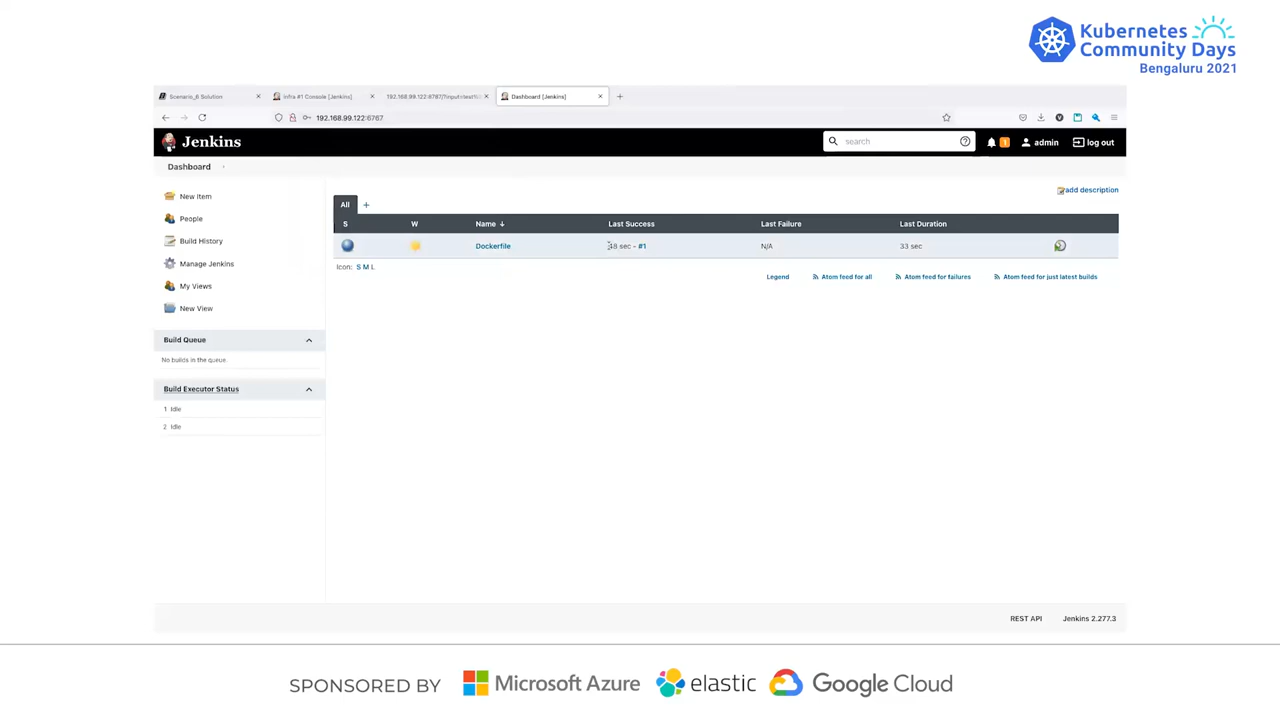 Kubernetes
Community Days
Bengaluru 2021
Scenario_6 Solution
Infra #1 Console [Jenkins]
Dashboard [Jenkins]
192.168.99.122:6767
Jenkins
search
1
admin
log out
Dashboard
New Item
People
Build History
Manage Jenkins
My Views
New View
Build Queue
No builds in the queue.
Build Executor Status
1 Idle
2 Idle
add description
All +
S W Name ↓ Last Success Last Failure Last Duration
Dockerfile 48 sec - #1 N/A 33 sec
Icon: S M L
Legend Atom feed for all Atom feed for failures Atom feed for just latest builds
REST API Jenkins 2.277.3
SPONSORED BY Microsoft Azure elastic Google Cloud